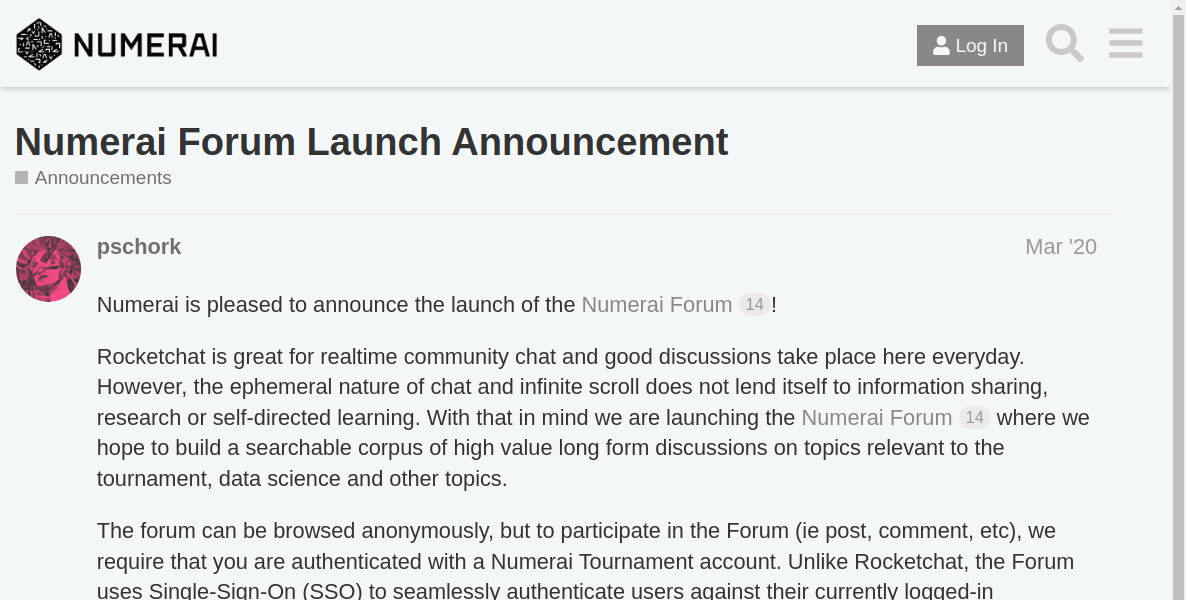 NUMERAI
Log In
Numerai Forum Launch Announcement
Announcements
pschork
Mar '20
Numerai is pleased to announce the launch of the Numerai Forum 14!
Rocketchat is great for realtime community chat and good discussions take place here everyday.
However, the ephemeral nature of chat and infinite scroll does not lend itself to information sharing,
research or self-directed learning. With that in mind we are launching the Numerai Forum 14 where we
hope to build a searchable corpus of high value long form discussions on topics relevant to the
tournament, data science and other topics.
The forum can be browsed anonymously, but to participate in the Forum (ie post, comment, etc), we
require that you are authenticated with a Numerai Tournament account. Unlike Rocketchat, the Forum
uses Single-Sign-On (SSO) to seamlessly authenticate users against their currently logged-in